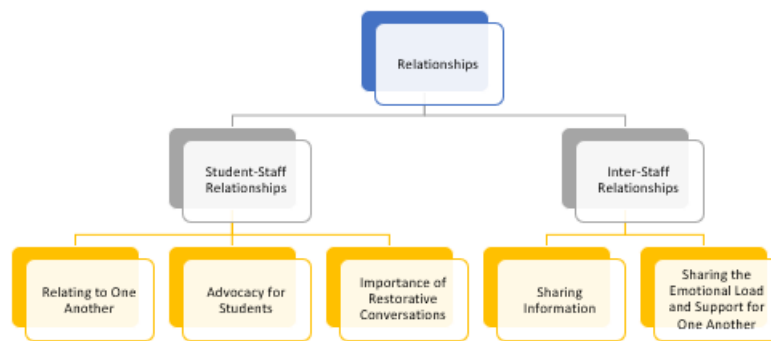 Relationships
Student-Staff
Relationships
Inter-Staff
Relationships
Relating to One
Another
Advocacy for
Students
Importance of
Restorative
Conversations
Sharing
Information
Sharing the
Emotional Load
and Support for
One Another